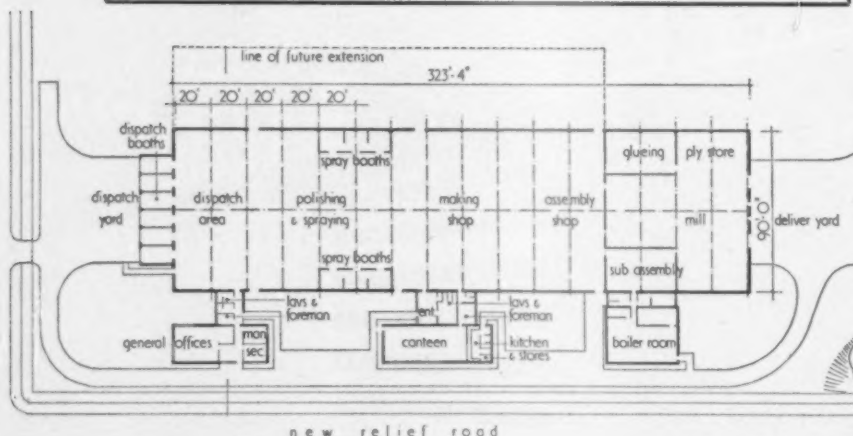 line of future extension
323'-4"
20' 20' 20' 20' 20'
dispatch
booths
spray booths
glueing
ply store
dispatch
yard
dispatch
area
polishing
& spraying
making
shop
assembly
shop
mill
90'-0"
deliver yard
spray booths
sub assembly
lavs &
foreman
ent
lavs &
foreman
general offices
man
sec.
canteen
kitchen
& stores
boiler room
new relief road